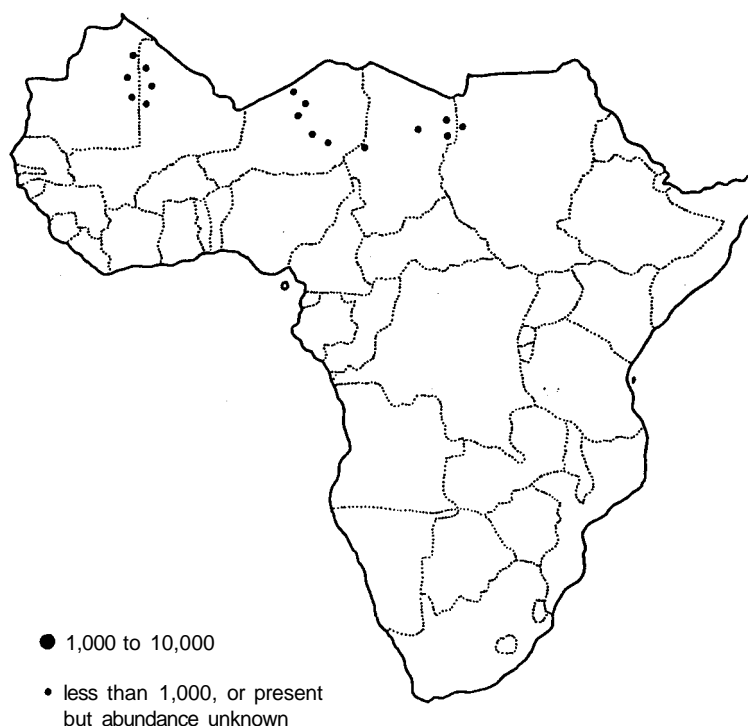 1,000 to 10,000
less than 1,000, or present
but abundance unknown